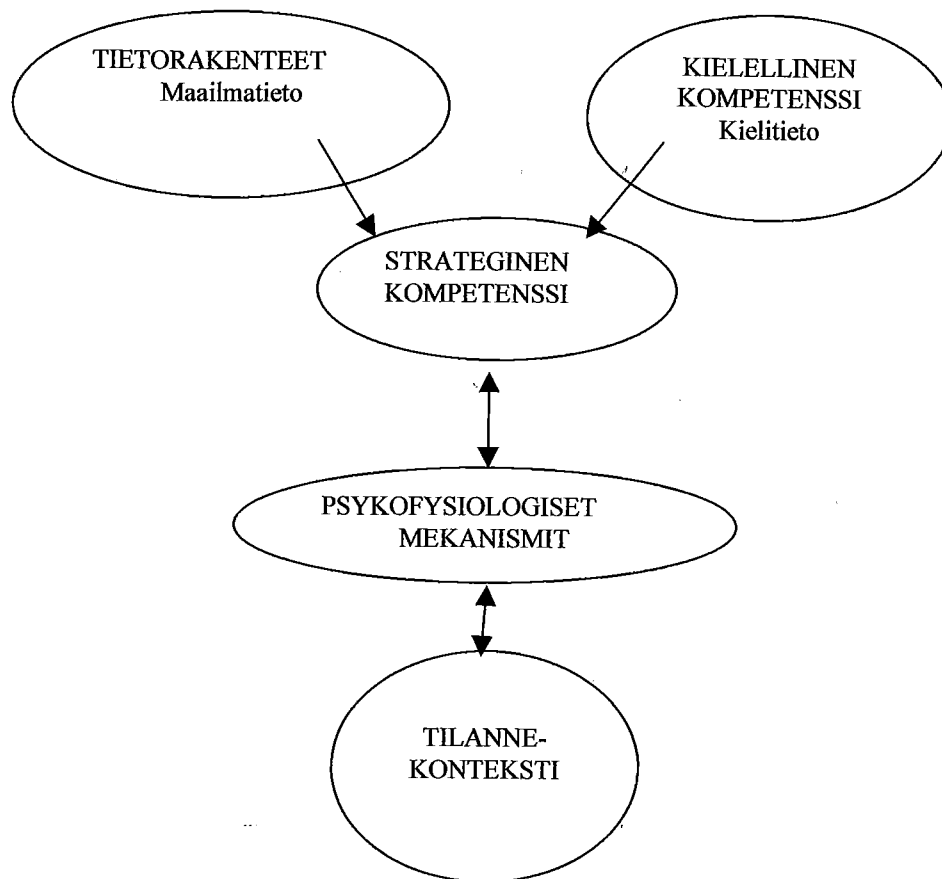 TIETORAKENTEET
Maailmatieto
KIELELLINEN
KOMPETENSSI
Kielitieto
STRATEGINEN
KOMPETENSSI
PSYKOFYSIOLOGISET
MEKANISMIT
TILANNE-
KONTEKSTI